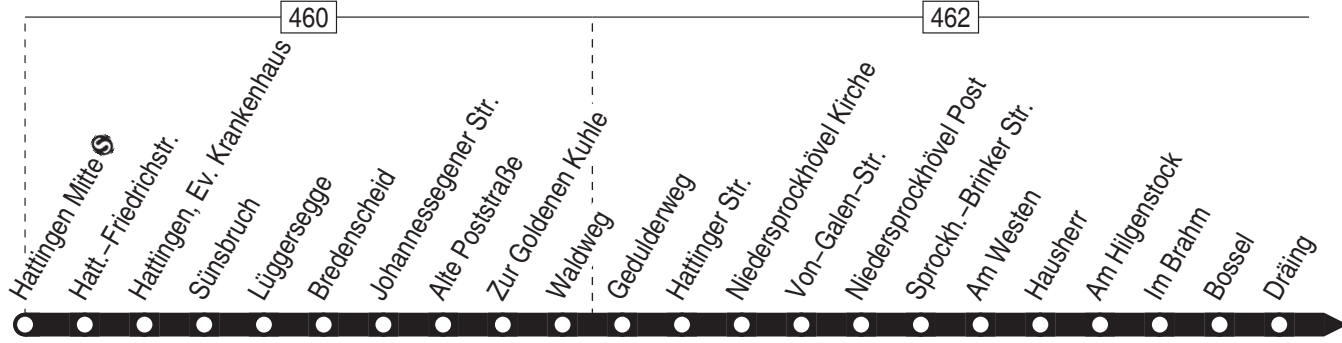 460
462
Hattingen Mitte S
Hatt.-Friedrichstr.
Hattingen, Ev. Krankenhaus
Sünsbruch
Lüggersegge
Bredenscheid
Johannessegener Str.
Alte Poststraße
Zur Goldenen Kuhle
Waldweg
Gedulderweg
Hattinger Str.
Niedersprockhövel Kirche
Von-Galen-Str.
Niedersprockhövel Post
Sprockh.-Brinker Str.
Am Westen
Hausherr
Am Hilgenstock
Im Brahm
Bossel
Dräing